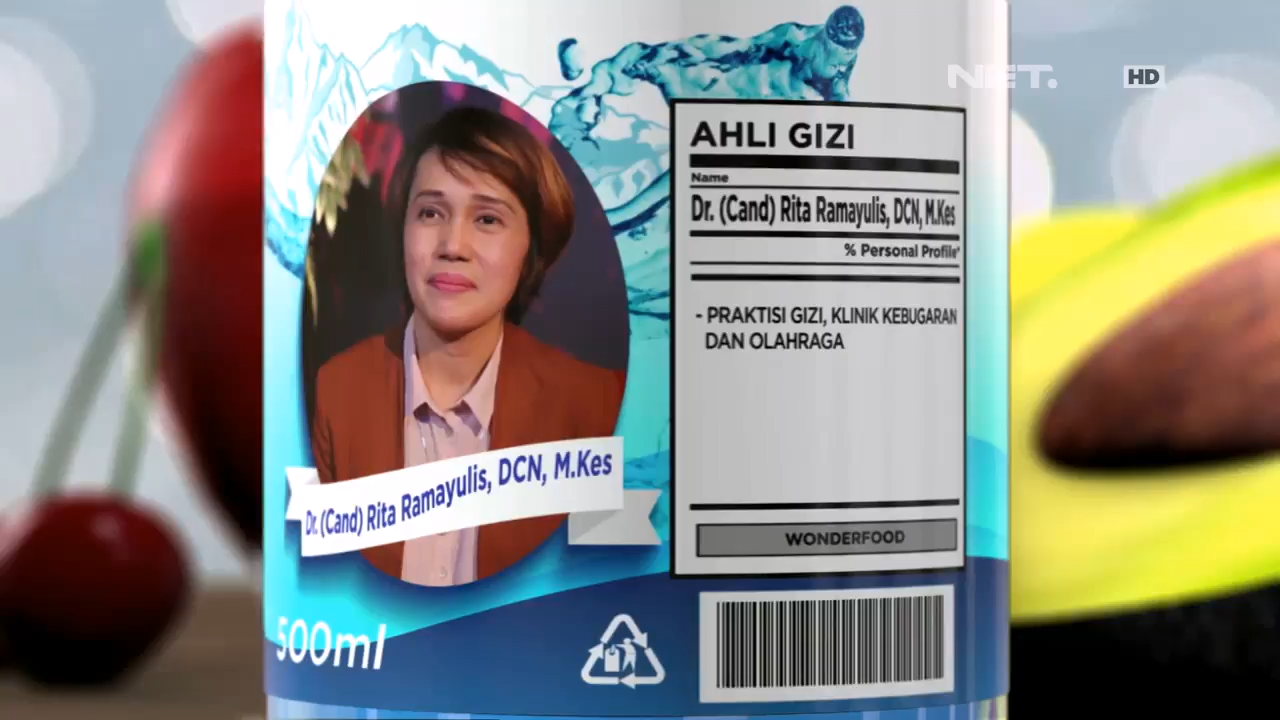 NET. HD
AHLI GIZI
Name
Dr. (Cand) Rita Ramayulis, DCN, M.Kes
% Personal Profile*
- PRAKTISI GIZI, KLINIK KEBUGARAN
DAN OLAHRAGA
WONDERFOOD
Dr. (Cand) Rita Ramayulis, DCN, M.Kes
500ml